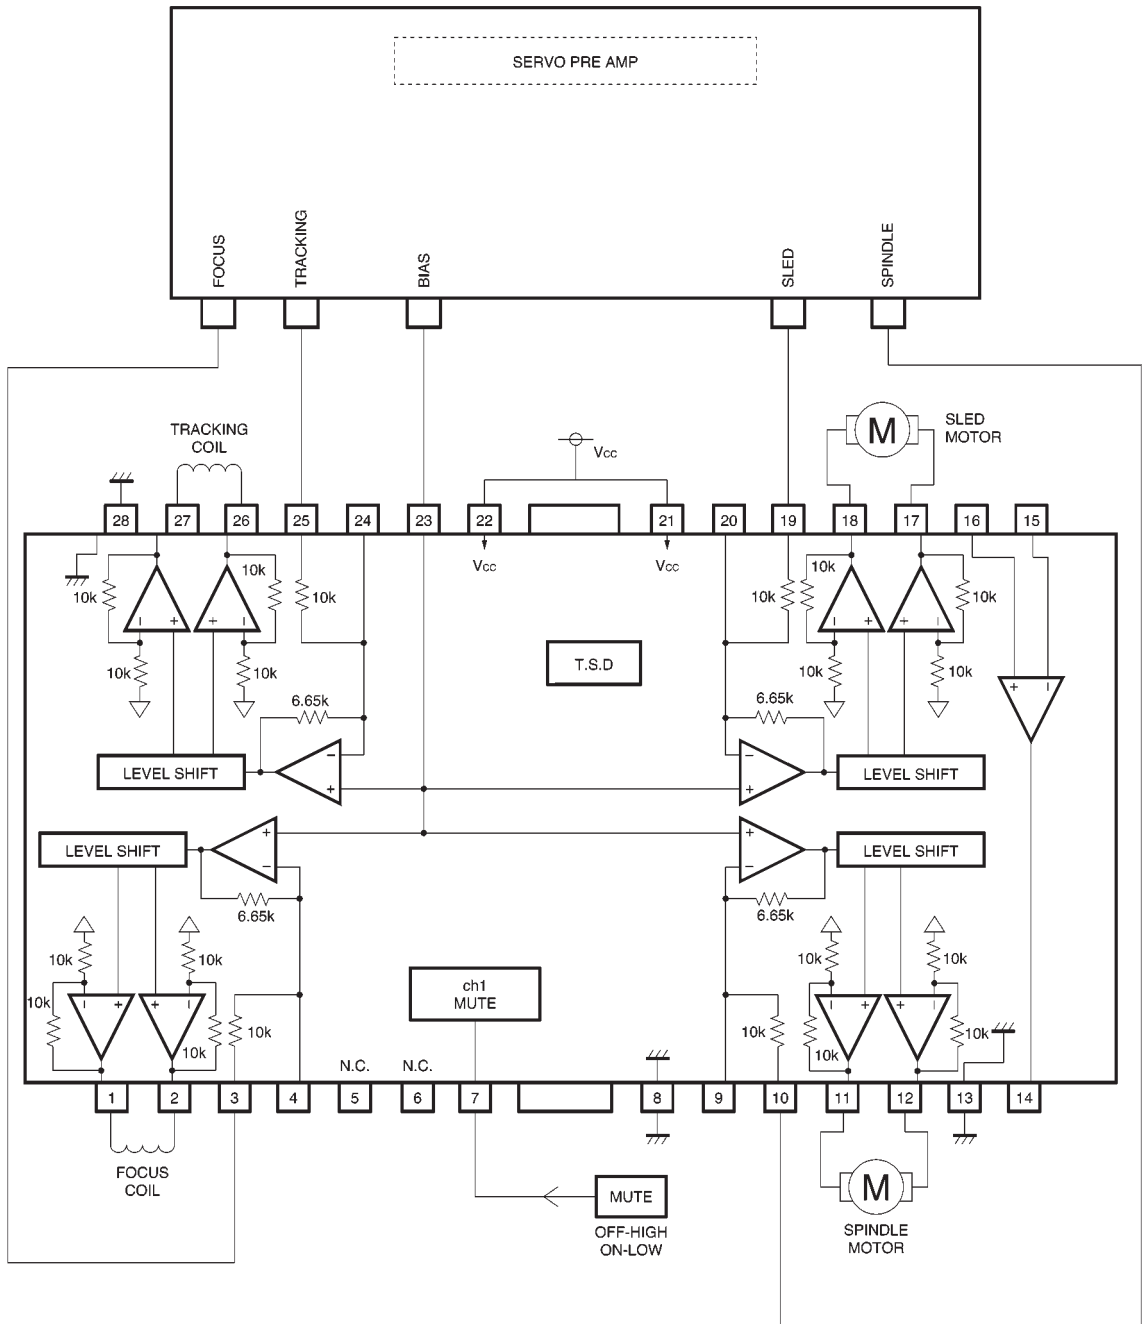 SERVO PRE AMP
FOCUS
TRACKING
BIAS
SLED
SPINDLE
TRACKING
COIL
Vcc
M
SLED
MOTOR
28
27
26
25
24
23
22
21
20
19
18
17
16
15
Vcc
Vcc
10k
10k
10k
10k
10k
10k
10k
10k
– +
+ –
– +
+ –
10k
10k
10k
10k
T.S.D
+ –
6.65k
6.65k
–
+
–
+
LEVEL SHIFT
LEVEL SHIFT
+
–
+
–
LEVEL SHIFT
LEVEL SHIFT
6.65k
6.65k
10k
10k
10k
10k
10k
ch1
MUTE
– +
+ –
– +
+ –
10k
10k
10k
10k
10k
N.C.
N.C.
1
2
3
4
5
6
7
8
9
10
11
12
13
14
FOCUS
COIL
MUTE
OFF-HIGH
ON-LOW
M
SPINDLE
MOTOR